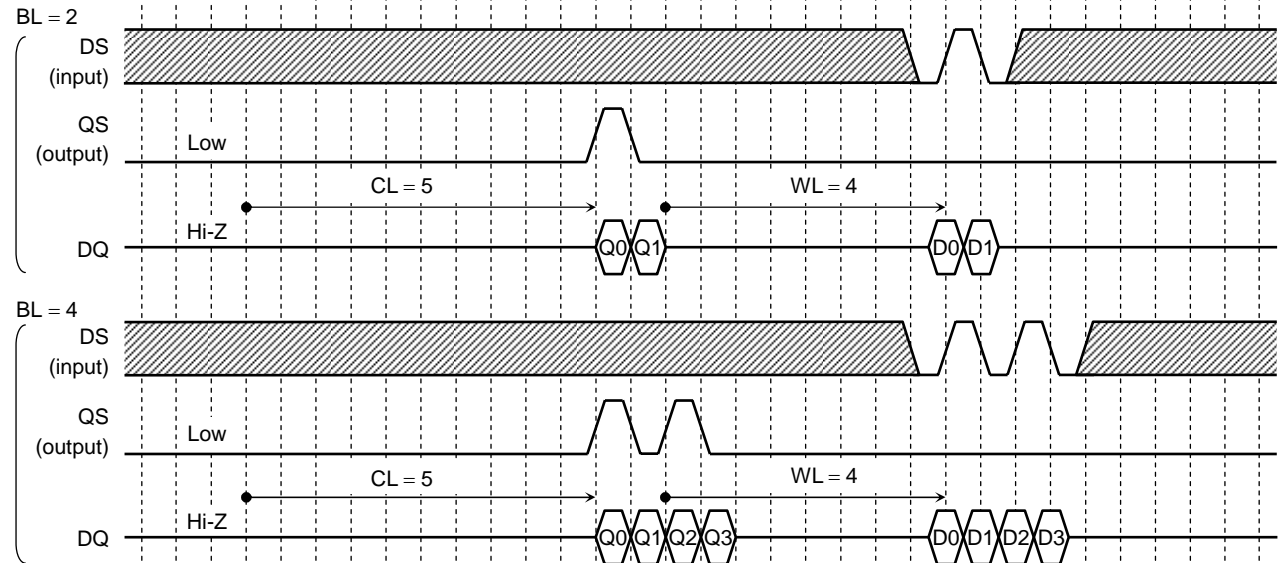 BL = 2
DS
(input)
QS
(output)
Low
CL = 5
WL = 4
Hi-Z
DQ
Q0 Q1
D0 D1
BL = 4
DS
(input)
QS
(output)
Low
CL = 5
WL = 4
Hi-Z
DQ
Q0 Q1 Q2 Q3
D0 D1 D2 D3